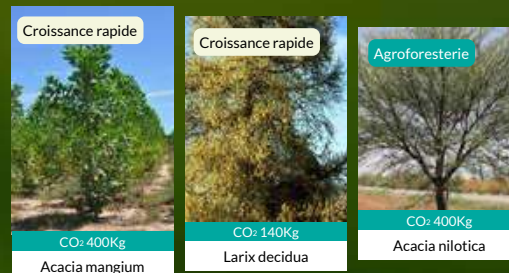 Croissance rapide
CO2 400Kg
Acacia mangium
Croissance rapide
CO2 140Kg
Larix decidua
Agroforesterie
CO2 400Kg
Acacia nilotica